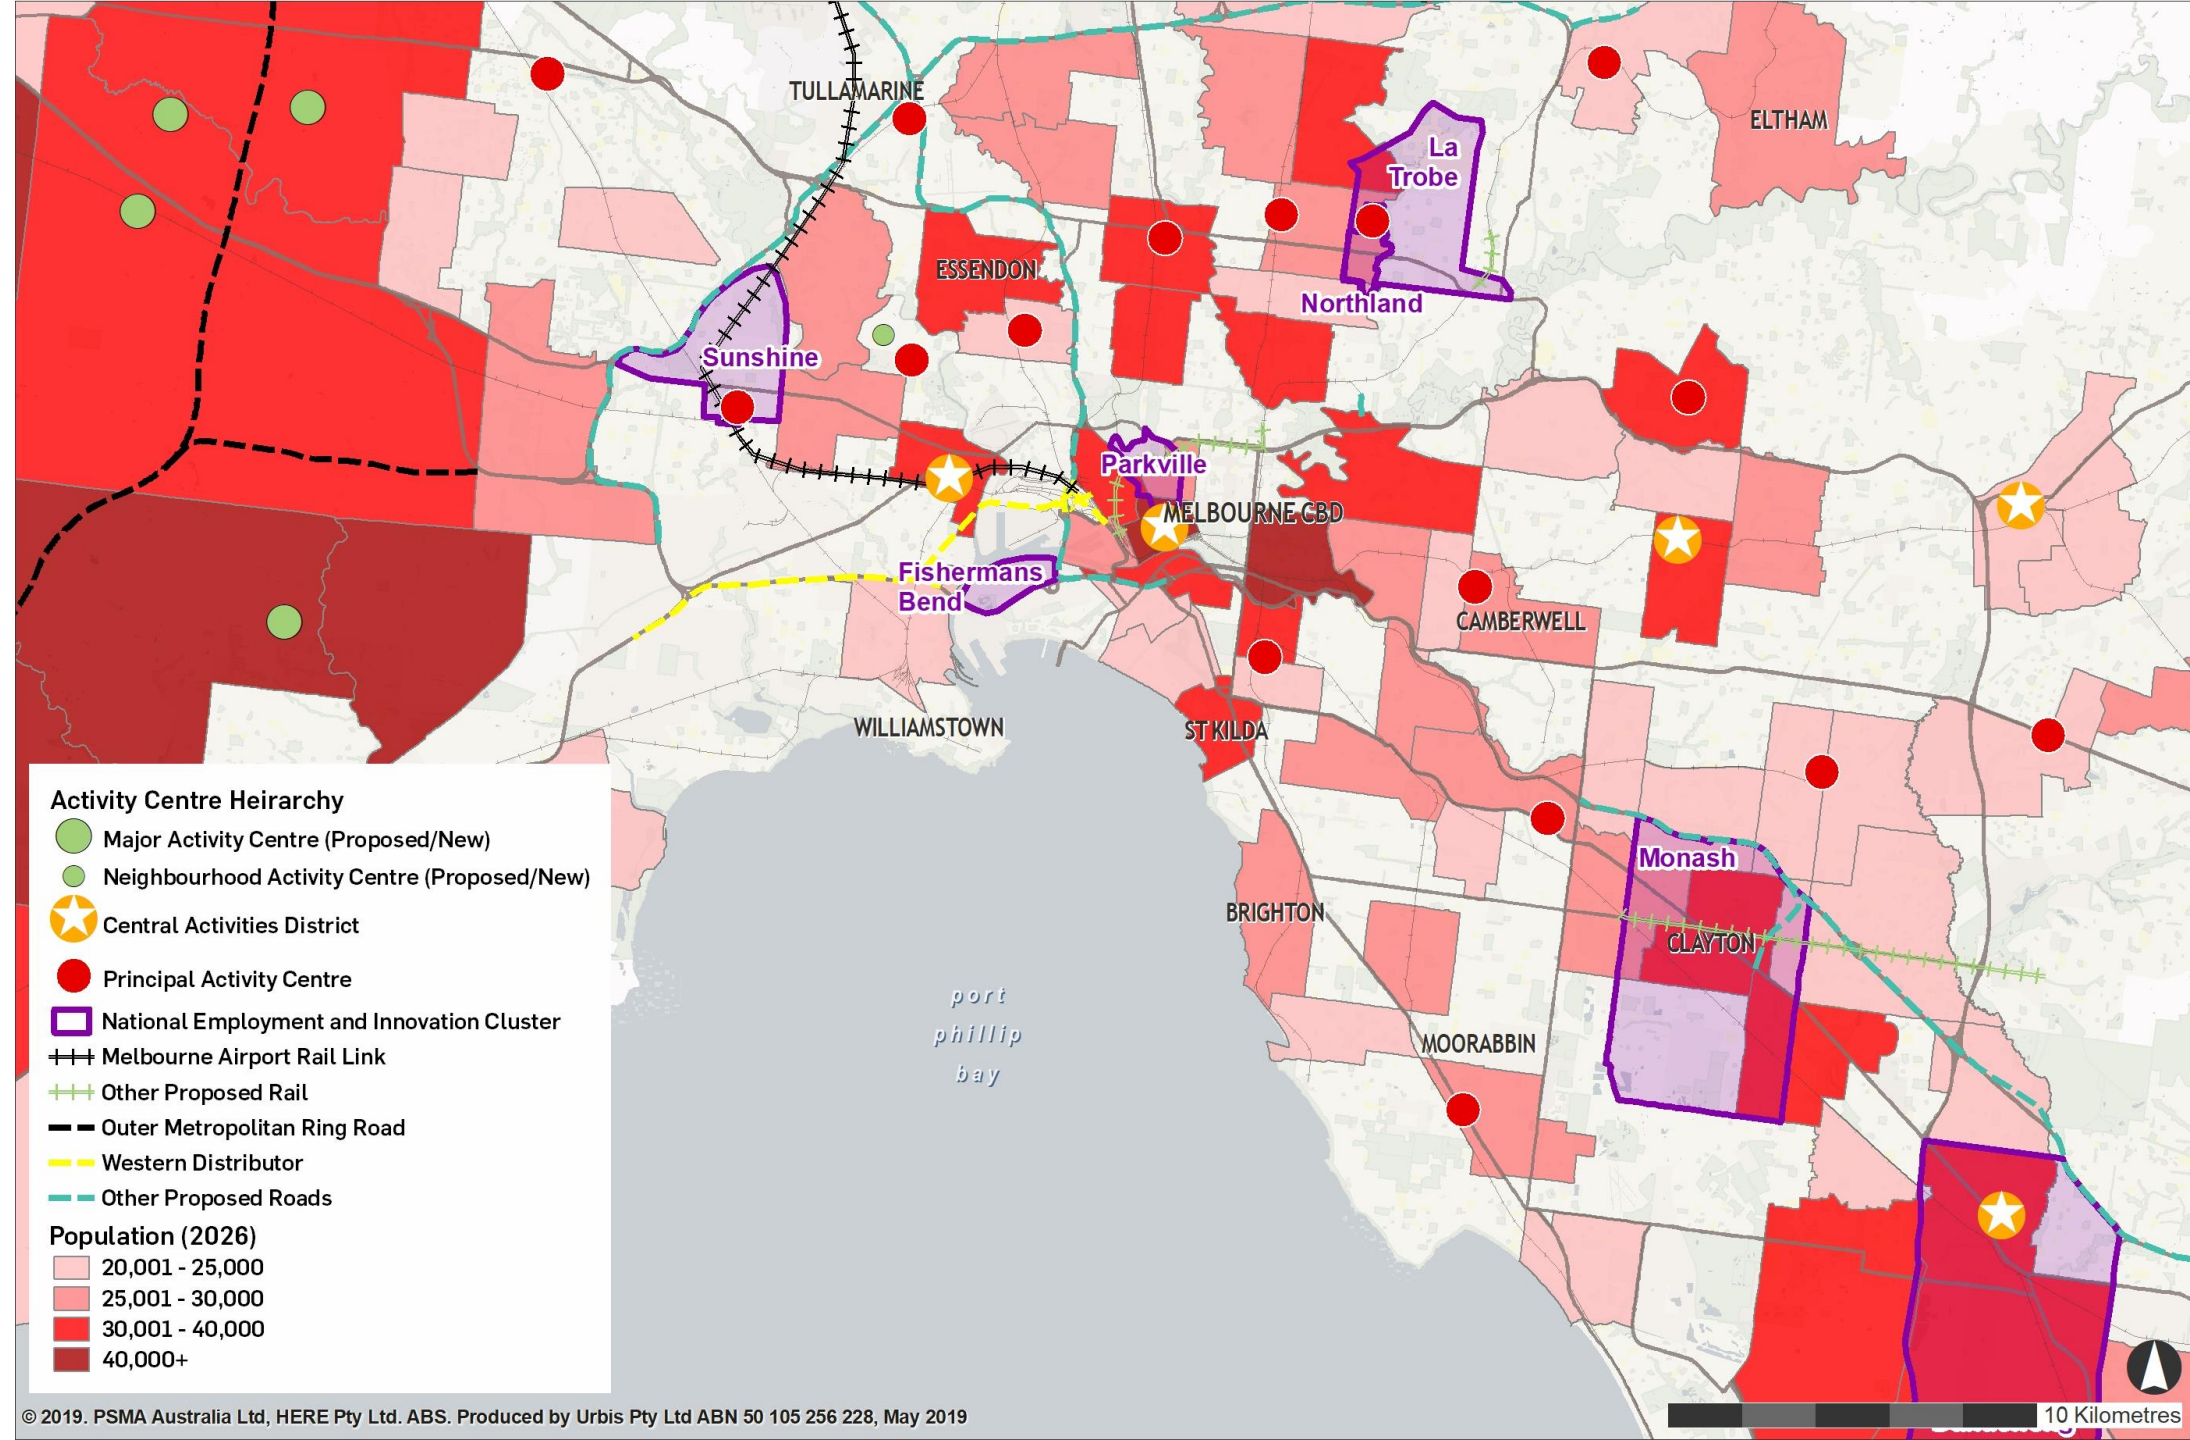 TULLAMARINE
ELTHAM
La
Trobe
ESSENDON
Northland
Sunshine
Parkville
MELBOURNE CBD
Fishermans
Bend
CAMBERWELL
WILLIAMSTOWN
ST KILDA
Monash
BRIGHTON
CLAYTON
port
phillip
bay
MOORABBIN
Activity Centre Heirarchy
Major Activity Centre (Proposed/New)
Neighbourhood Activity Centre (Proposed/New)
Central Activities District
Principal Activity Centre
National Employment and Innovation Cluster
Melbourne Airport Rail Link
Other Proposed Rail
Outer Metropolitan Ring Road
Western Distributor
Other Proposed Roads
Population (2026)
20,001 - 25,000
25,001 - 30,000
30,001 - 40,000
40,000+
10 Kilometres
© 2019. PSMA Australia Ltd, HERE Pty Ltd. ABS. Produced by Urbis Pty Ltd ABN 50 105 256 228, May 2019